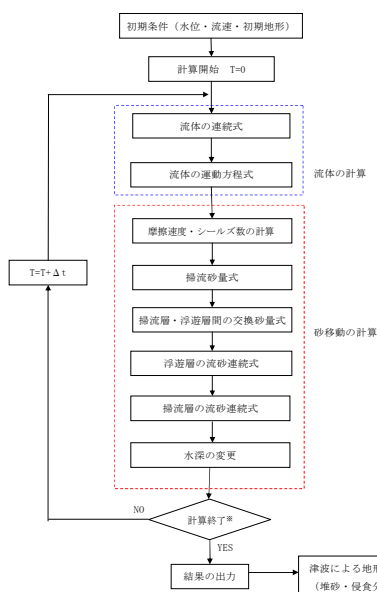 初期条件（水位・流速・初期地形）
計算開始　T=0
流体の連続式
流体の運動方程式
流体の計算
摩擦速度・シールズ数の計算
掃流砂量式
掃流層・浮遊層間の交換砂量式
浮遊層の流砂連続式
掃流層の流砂連続式
水深の変更
砂移動の計算
T=T+Δt
計算終了※
NO
YES
結果の出力
津波による地形
（堆砂・侵食分